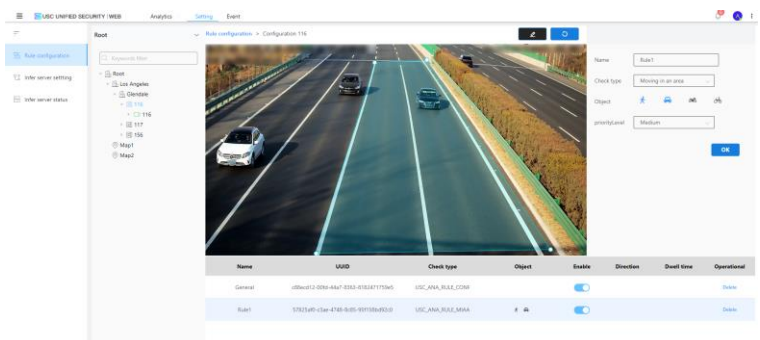 USC UNIFIED SECURITY |WEB
Analytics
Setting
Event
Rule configuration
Infer server settting
Infer server status
Root
Keywords filter
Root
Los Angeles
Glendale
116
116
117
156
Map1
Map2
Rule configuration > Configuration 116
Name Rule1
Check type Moving in air area
Object
priorityLevel Medium
OK
Name UUID Check type Object Enable Direction Dwell time Operational
General USC_ANA_RULE_COMI Delete
Rule1 USC_ANA_RULE_MIAA Delete